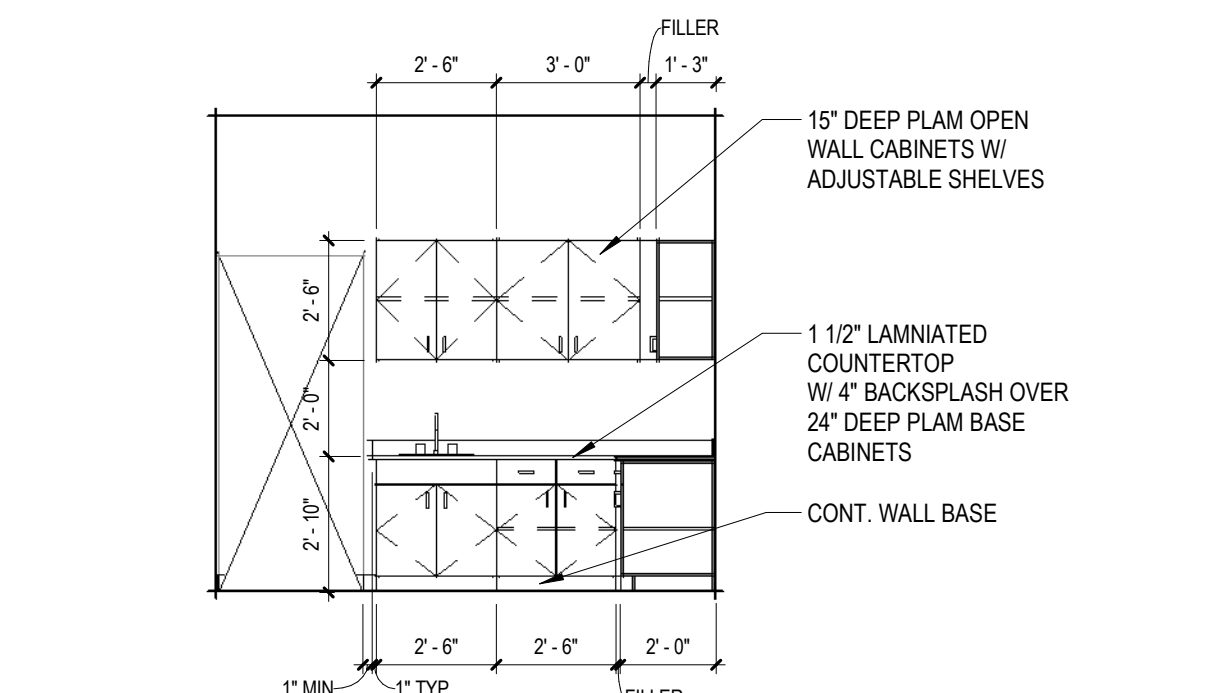 FILLER
2' - 6" 3' - 0" 1' - 3"
15" DEEP PLAM OPEN
WALL CABINETS W/
ADJUSTABLE SHELVES
2' - 6"
1 1/2" LAMNIATED
COUNTERTOP
W/ 4" BACKSPLASH OVER
24" DEEP PLAM BASE
CABINETS
2' - 0"
2' - 10"
CONT. WALL BASE
2' - 6" 2' - 6" 2' - 0"
1" MIN 1" TYP FILLER